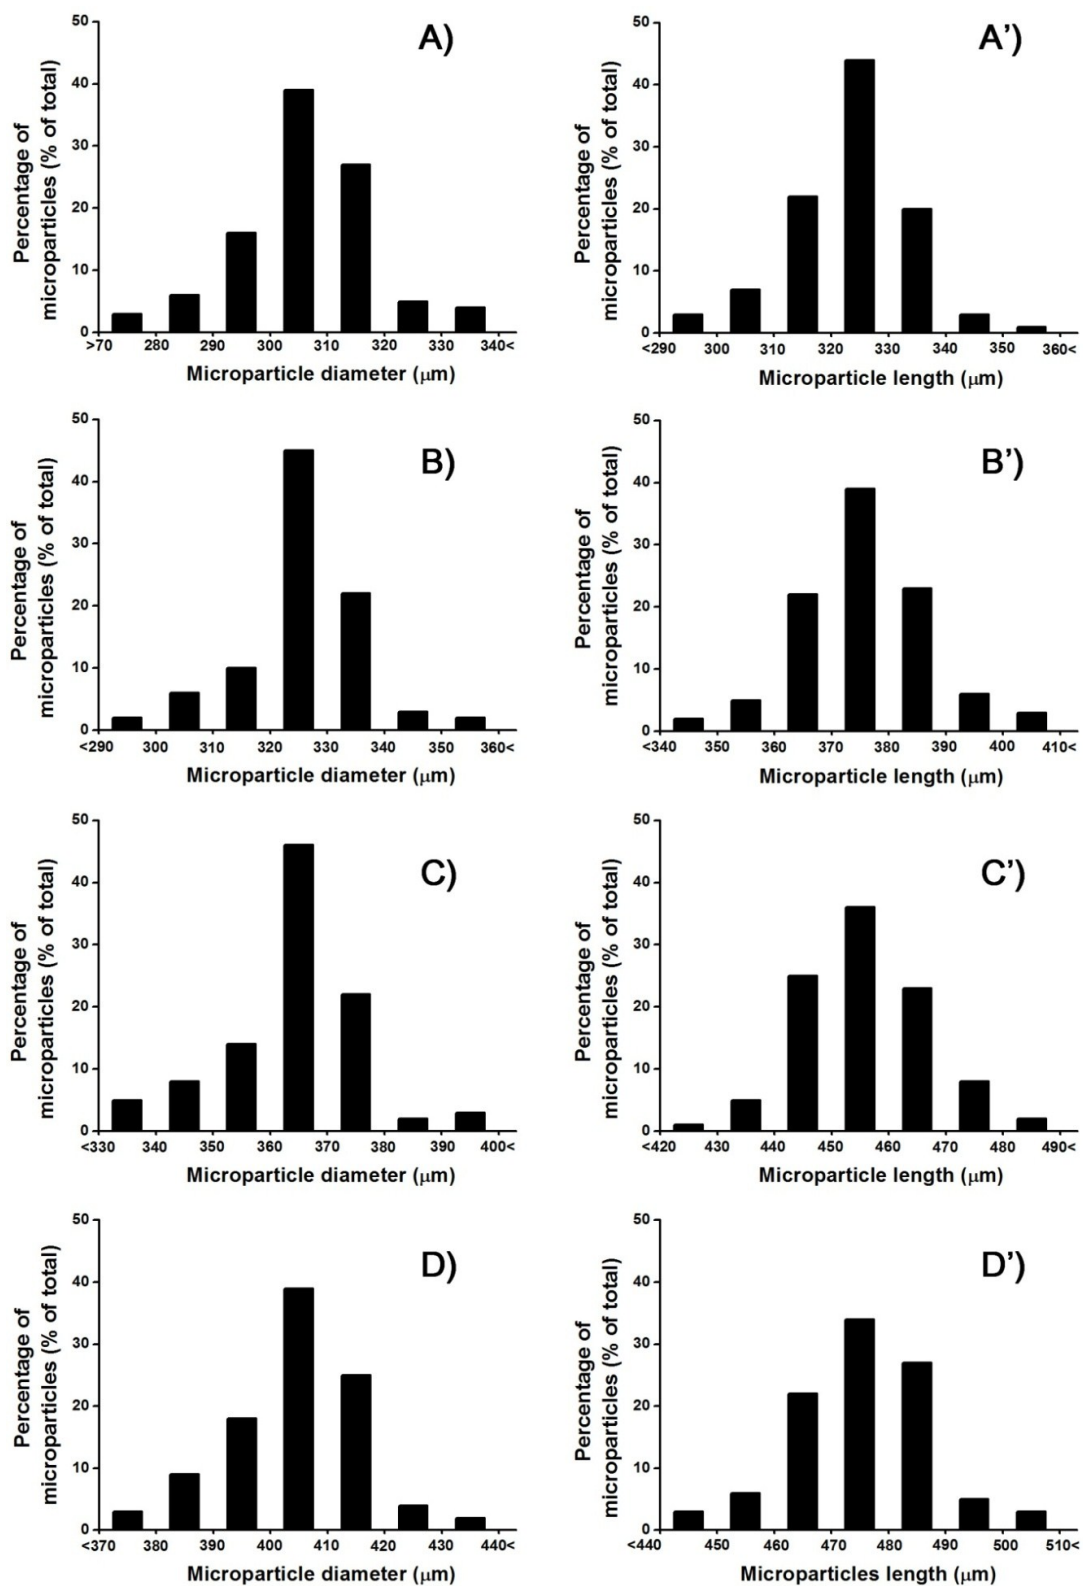 A)
Percentage of
microparticles (% of total)
50
40
30
20
10
0
>70 280 290 300 310 320 330 340<
Microparticle diameter (μm)
A’)
Percentage of
microparticles (% of total)
50
40
30
20
10
0
<290 300 310 320 330 340 350 360<
Microparticle length (μm)
B)
Percentage of
microparticles (% of total)
50
40
30
20
10
0
<290 300 310 320 330 340 350 360<
Microparticle diameter (μm)
B’)
Percentage of
microparticles (% of total)
50
40
30
20
10
0
<340 350 360 370 380 390 400 410<
Microparticle length (μm)
C)
Percentage of
microparticles (% of total)
50
40
30
20
10
0
<330 340 350 360 370 380 390 400<
Microparticle diameter (μm)
C’)
Percentage of
microparticles (% of total)
50
40
30
20
10
0
<420 430 440 450 460 470 480 490<
Microparticle length (μm)
D)
Percentage of
microparticles (% of total)
50
40
30
20
10
0
<370 380 390 400 410 420 430 440<
Microparticle diameter (μm)
D’)
Percentage of
microparticles (% of total)
50
40
30
20
10
0
<440 450 460 470 480 490 500 510<
Microparticles length (μm)